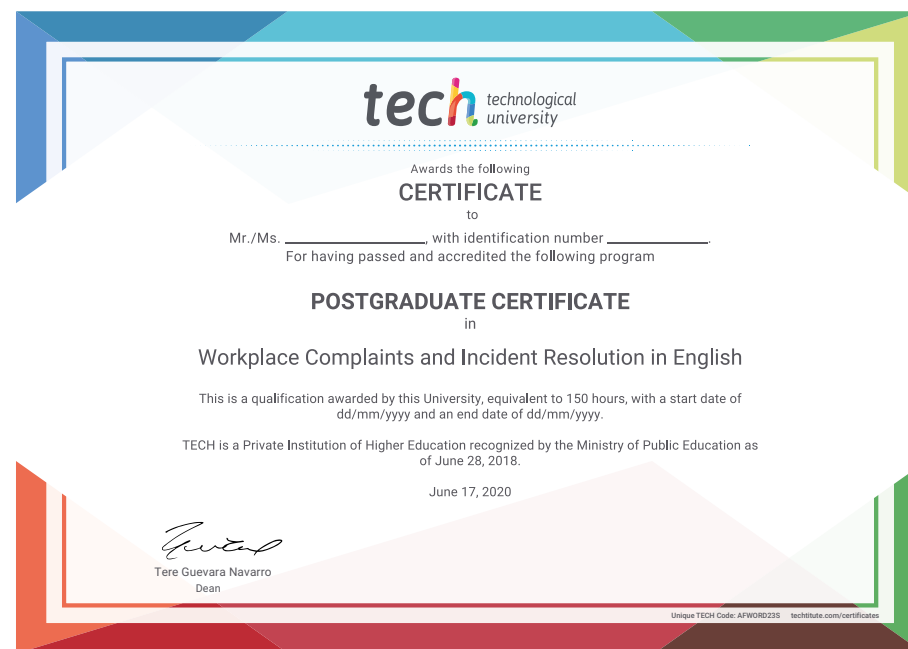 tech technological
university
Awards the following
CERTIFICATE
to
Mr./Ms. ____________________, with identification number ______________.
For having passed and accredited the following program
POSTGRADUATE CERTIFICATE
in
Workplace Complaints and Incident Resolution in English
This is a qualification awarded by this University, equivalent to 150 hours, with a start date of
dd/mm/yyyy and an end date of dd/mm/yyyy.
TECH is a Private Institution of Higher Education recognized by the Ministry of Public Education as
of June 28, 2018.
June 17, 2020
Tere Guevara Navarro
Dean
Unique TECH Code: AFWORD23S techtitute.com/certificates